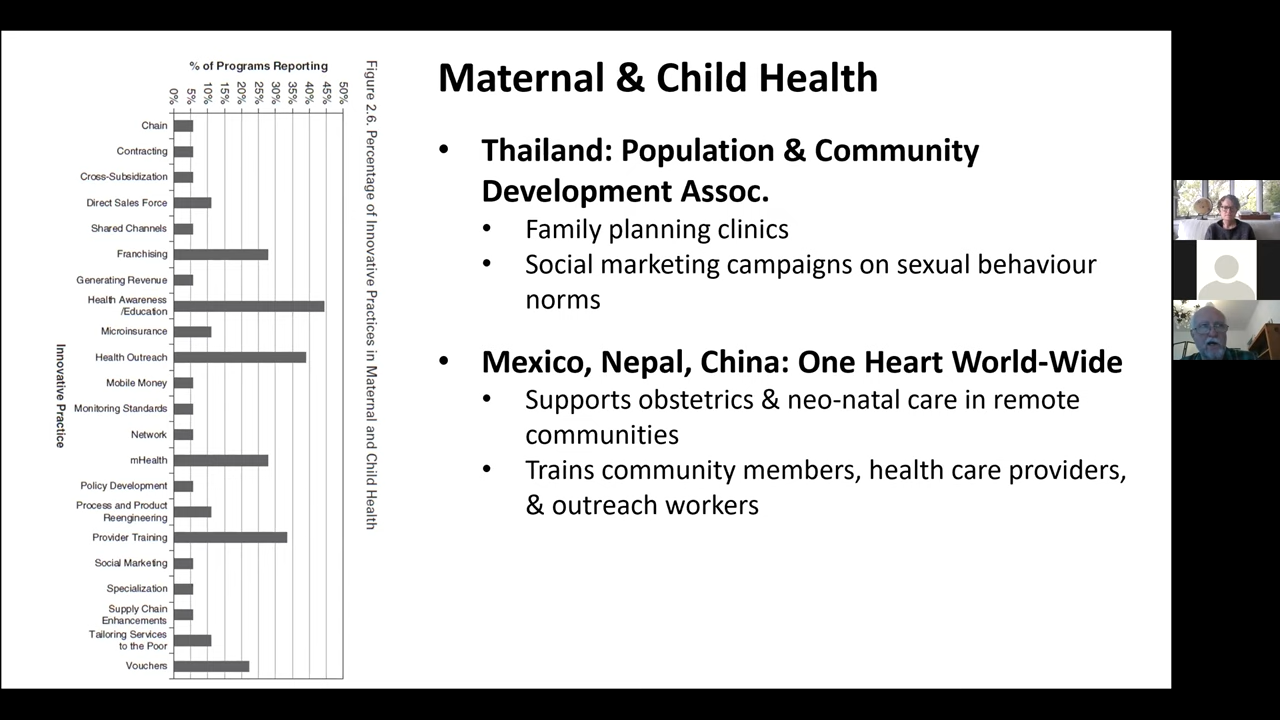 Maternal & Child Health
• Thailand: Population & Community
Development Assoc.
• Family planning clinics
• Social marketing campaigns on sexual behaviour
norms
• Mexico, Nepal, China: One Heart World-Wide
• Supports obstetrics & neo-natal care in remote
communities
• Trains community members, health care providers,
& outreach workers
Figure 2.6. Percentage of Innovative Practices in Maternal and Child Health
% of Programs Reporting
0% 5% 10% 15% 20% 25% 30% 35% 40% 45% 50%
Innovative Practice
Chain
Contracting
Cross-Subsidization
Direct Sales Force
Shared Channels
Franchising
Generating Revenue
Health Awareness
/Education
Microinsurance
Health Outreach
Mobile Money
Monitoring Standards
Network
mHealth
Policy Development
Process and Product
Reengineering
Provider Training
Social Marketing
Specialization
Supply Chain
Enhancements
Tailoring Services
to the Poor
Vouchers